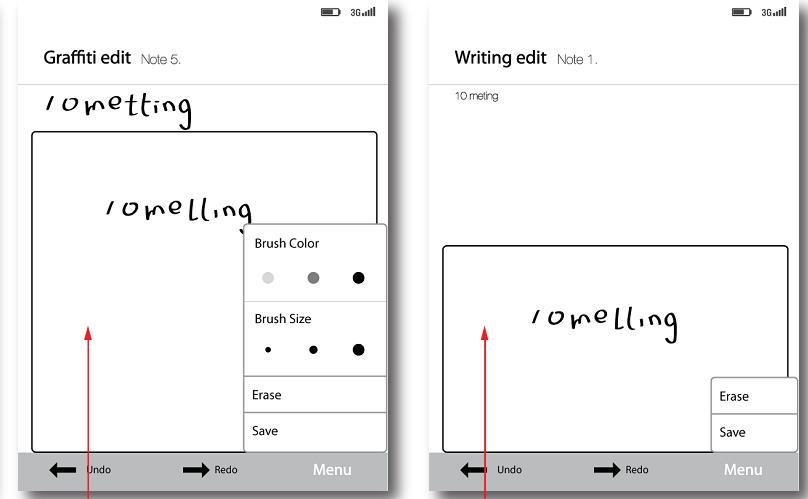 3G
Graffiti edit Note 5.
10metting
10melling
Brush Color
Brush Size
Erase
Save
Undo
Redo
Menu
3G
Writing edit Note 1.
10 meting
10melling
Erase
Save
Undo
Redo
Menu